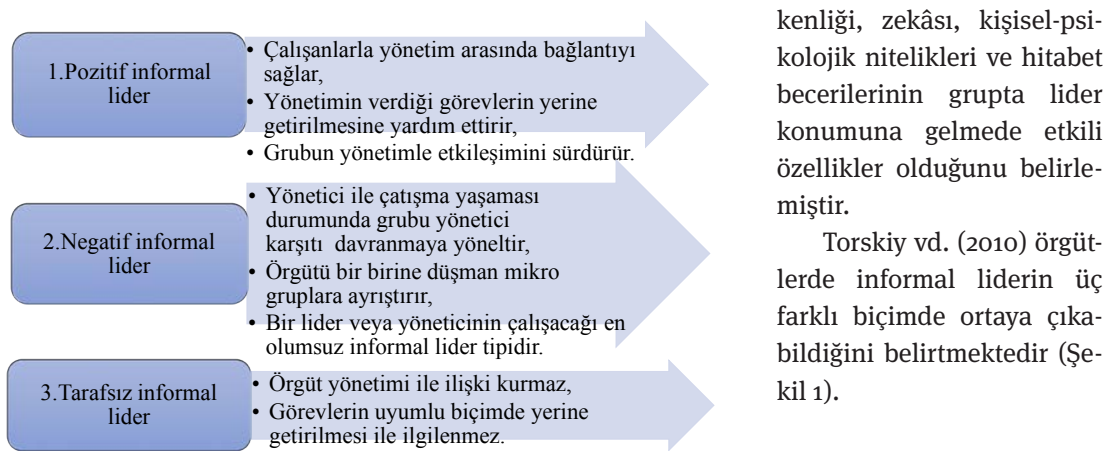 1.Pozitif informal
lider
• Çalışanlarla yönetim arasında bağlantıyı
sağlar,
• Yönetimin verdiği görevlerin yerine
getirilmesine yardım ettirir,
• Grubun yönetimle etkileşimini sürdürür.
2.Negatif informal
lider
• Yönetici ile çatışma yaşaması
durumunda grubu yönetici
karşıtı davranmaya yöneltir,
• Örgütü bir birine düşman mikro
gruplara ayrıştırır,
• Bir lider veya yöneticinin çalışacağı en
olumsuz informal lider tipidir.
3.Tarafsız informal
lider
• Örgüt yönetimi ile ilişki kurmaz,
• Görevlerin uyumlu biçimde yerine
getirilmesi ile ilgilenmez.
kenliği, zekâsı, kişisel-psi-
kolojik nitelikleri ve hitabet
becerilerinin grupta lider
konumuna gelmede etkili
özellikler olduğunu belirle-
miştir.
Torskiy vd. (2010) örgüt-
lerde informal liderin üç
farklı biçimde ortaya çıka-
bildiğini belirtmektedir (Şe-
kil 1).